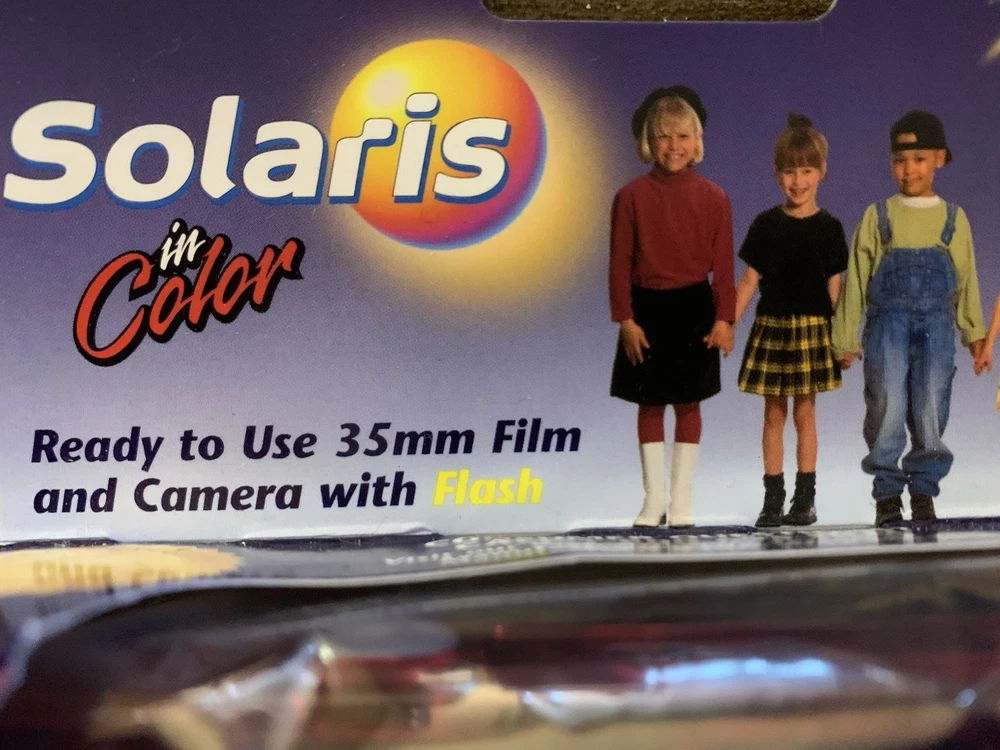 Solaris
in
Color
Ready to Use 35mm Film
and Camera with Flash